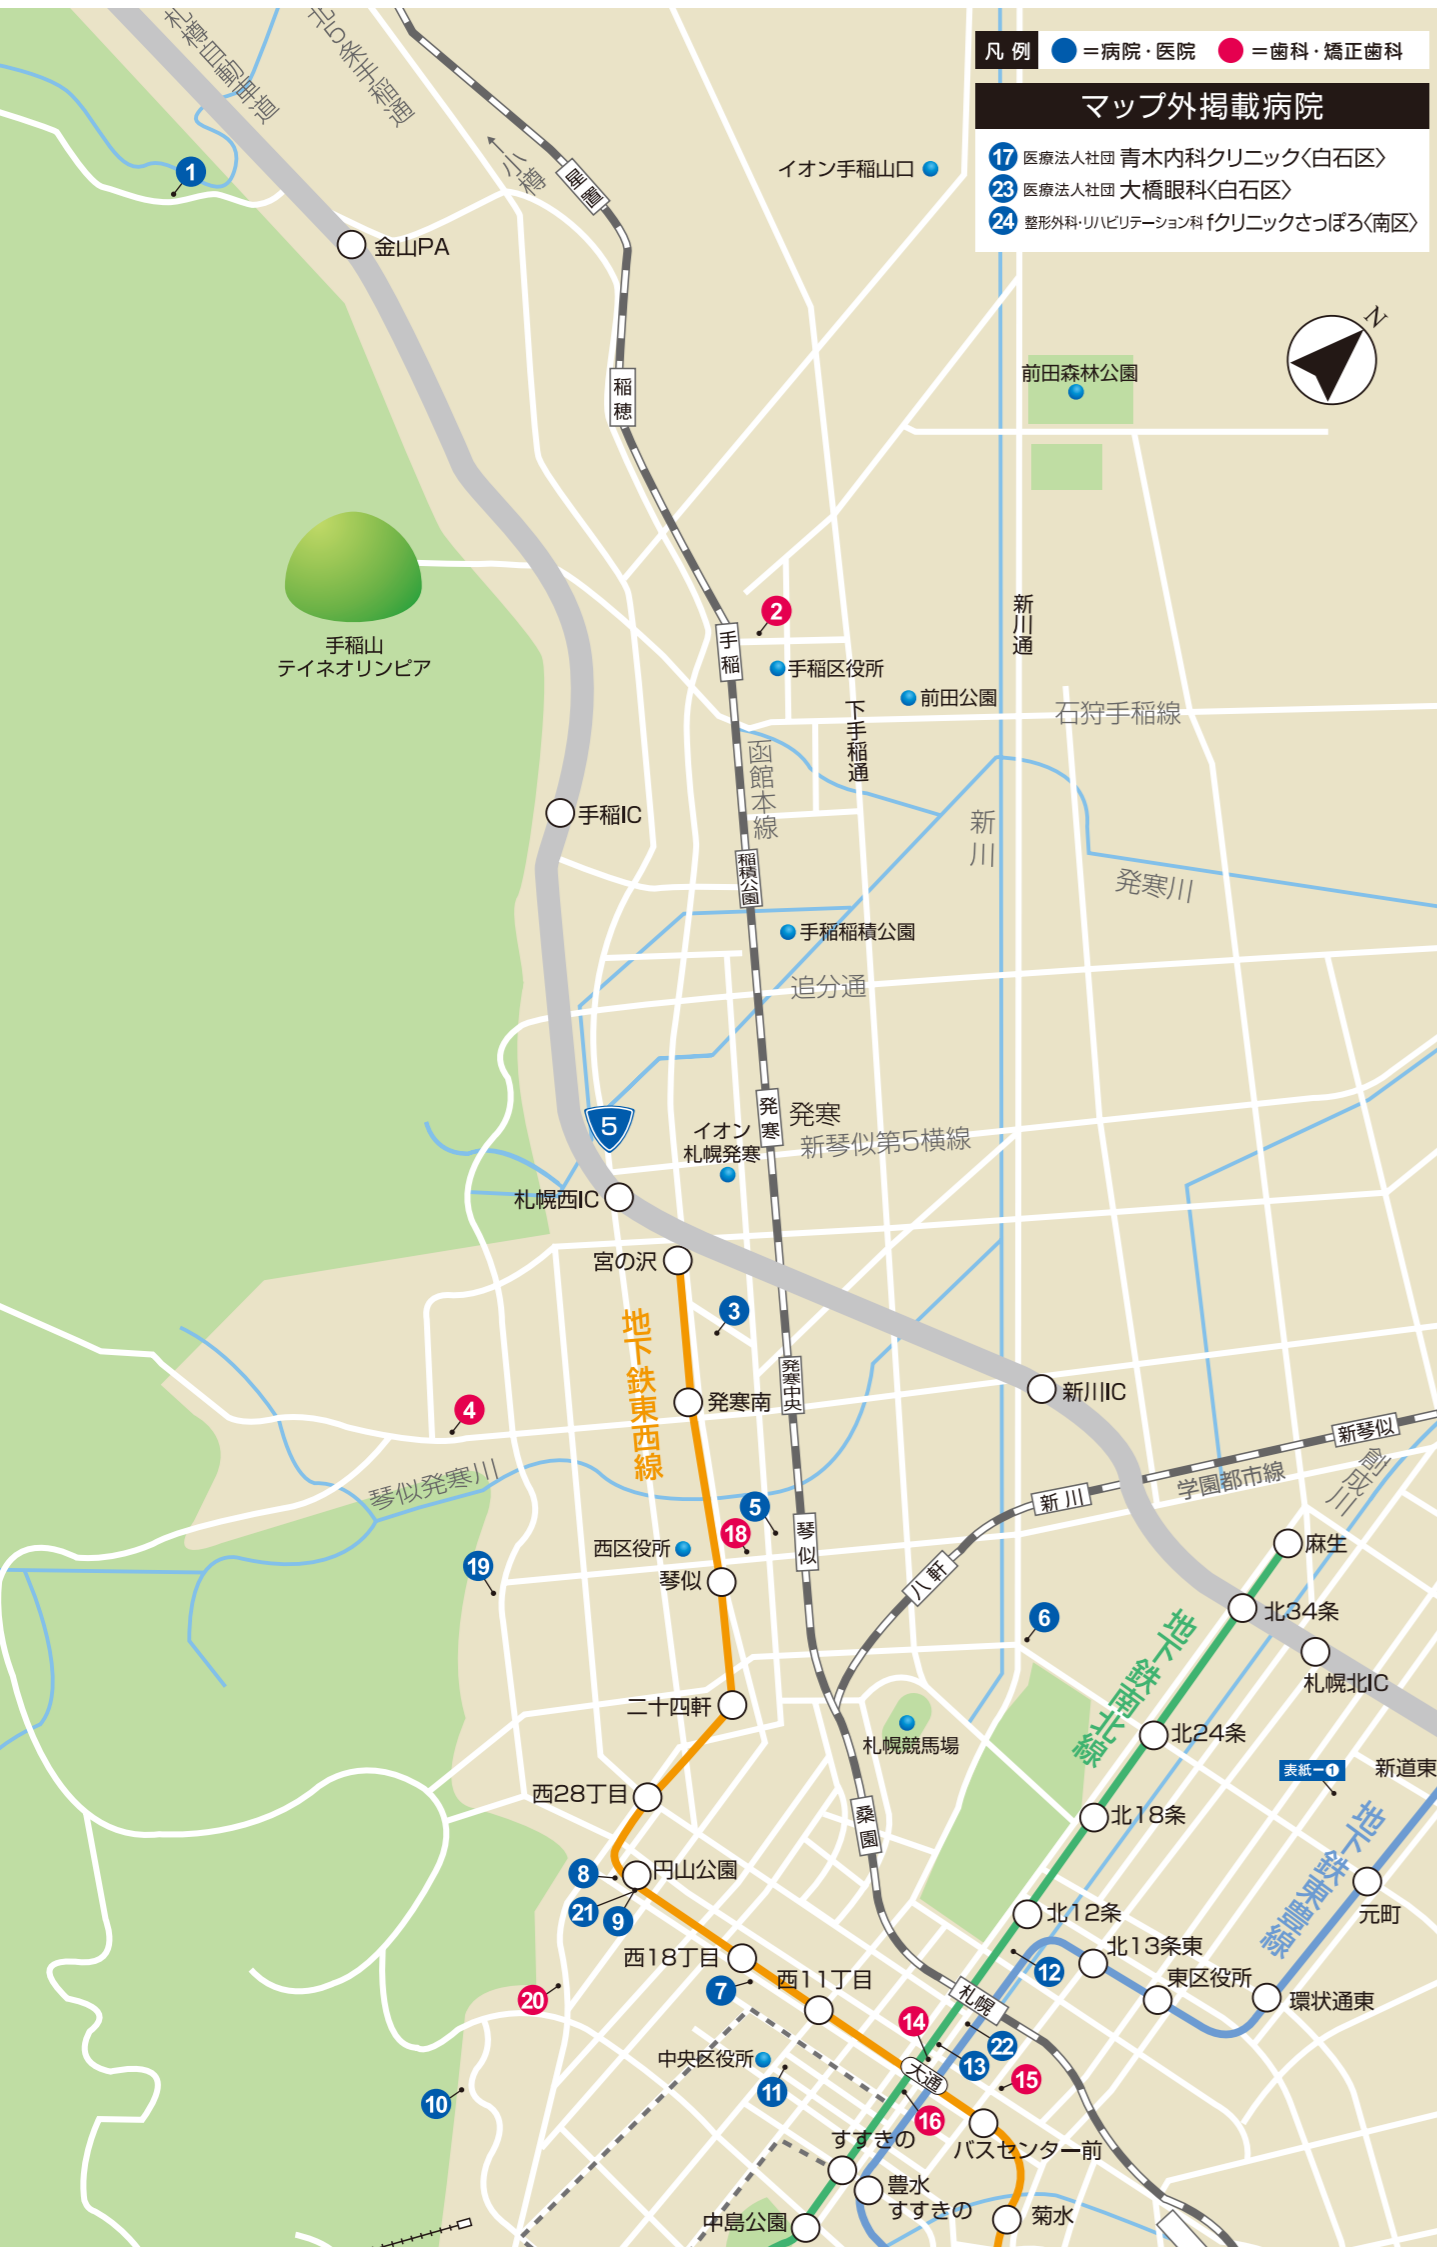 凡例 ●=病院・医院 ●=歯科・矯正歯科
マップ外掲載病院
17 医療法人社団 青木内科クリニック〈白石区〉
23 医療法人社団 大橋眼科〈白石区〉
24 整形外科・リハビリテーション科 fクリニックさっぽろ〈南区〉
N
札樽自動車道
北5条手稲通
←小樽
星置
1
イオン手稲山口
金山PA
前田森林公園
稲穂
手稲山
テイネオリンピア
2
手稲
手稲区役所
新川通
前田公園
石狩手稲線
下手稲通
函館本線
手稲IC
新川
稲積公園
発寒川
手稲稲積公園
追分通
5
発寒
発寒
イオン
札幌発寒
新琴似第5横線
札幌西IC
宮の沢
3
地下鉄東西線
発寒中央
新川IC
発寒南
4
新琴似
創成川
学園都市線
琴似発寒川
新川
5
18
琴似
西区役所
琴似
麻生
19
八軒
北34条
6
地下鉄南北線
札幌北IC
二十四軒
札幌競馬場
北24条
表紙ー❶
新道東
西28丁目
桑園
北18条
地下鉄東豊線
8
円山公園
21
9
元町
北12条
北13条東
西18丁目
12
7
西11丁目
東区役所
環状通東
20
札幌
14
22
13
中央区役所
11
大通
15
10
16
バスセンター前
すすきの
豊水
すすきの
菊水
中島公園